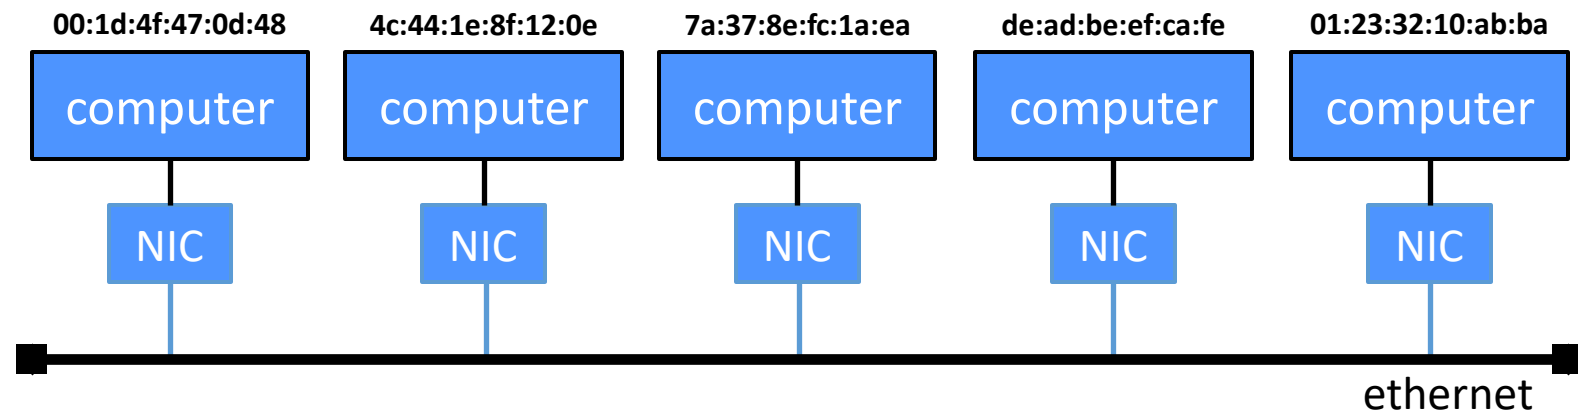 00:1d:4f:47:0d:48 4c:44:1e:8f:12:0e 7a:37:8e:fc:1a:ea de:ad:be:ef:ca:fe 01:23:32:10:ab:ba
computer computer computer computer computer
NIC NIC NIC NIC NIC
ethernet